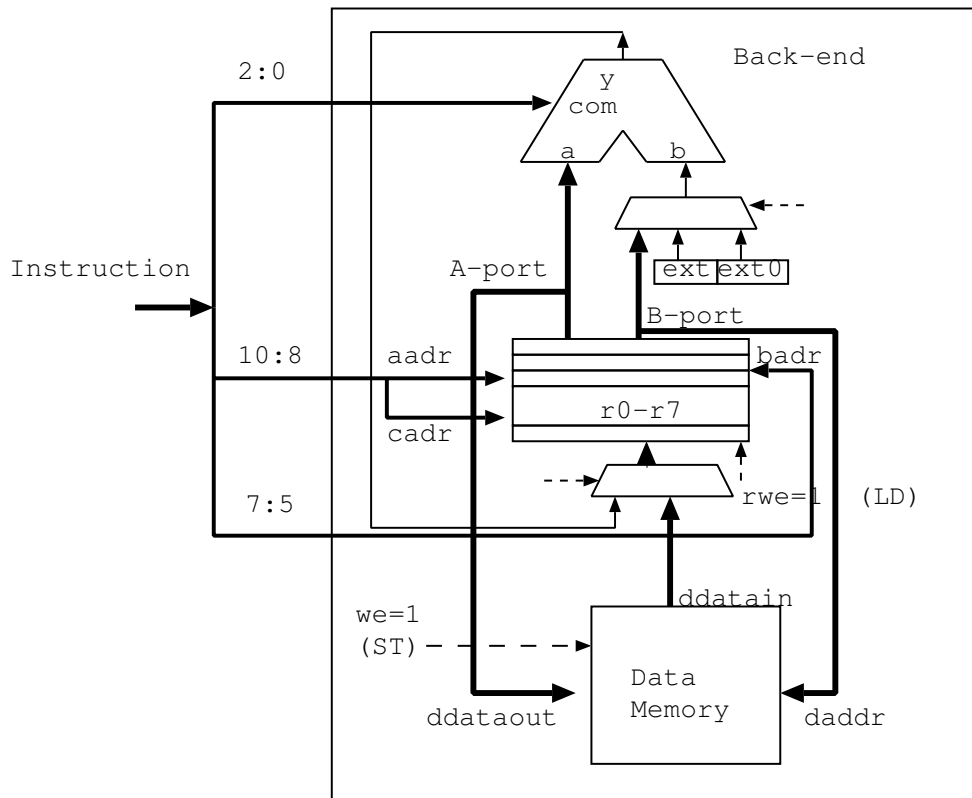 Back-end
2:0
y
com
a
b
Instruction
A-port
ext
ext0
B-port
10:8
aadr
badr
r0-r7
cadr
7:5
rwe=1 (LD)
ddatain
we=1
(ST)
Data
Memory
ddataout
daddr